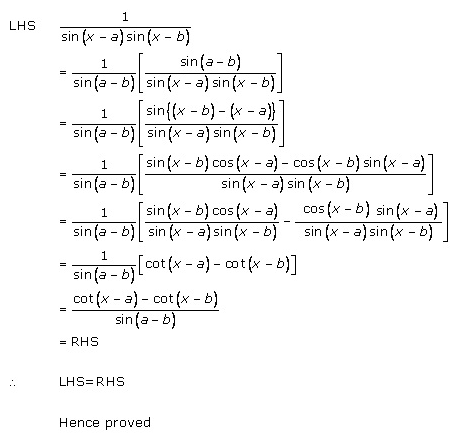 LHS 1/(sin(x – a) sin(x – b))
= 1/sin(a – b) [sin(a – b)/(sin(x – a) sin(x – b))]
= 1/sin(a – b) [sin{(x – b) – (x – a)}/(sin(x – a) sin(x – b))]
= 1/sin(a – b) [(sin(x – b) cos(x – a) – cos(x – b) sin(x – a))/(sin(x – a) sin(x – b))]
= 1/sin(a – b) [(sin(x – b) cos(x – a))/(sin(x – a) sin(x – b)) – (cos(x – b) sin(x – a))/(sin(x – a) sin(x – b))]
= 1/sin(a – b) [cot(x – a) – cot(x – b)]
= (cot(x – a) – cot(x – b))/sin(a – b)
= RHS
∴ LHS=RHS
Hence proved